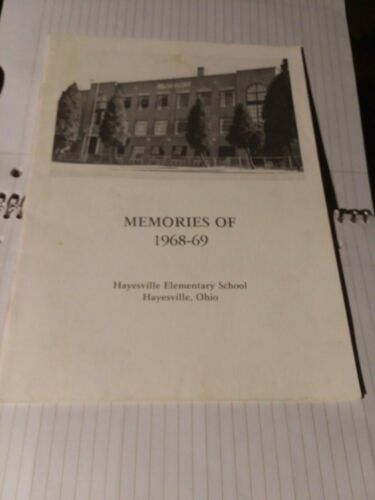 MEMORIES OF
1968-69
Hayesville Elementary School
Hayesville, Ohio